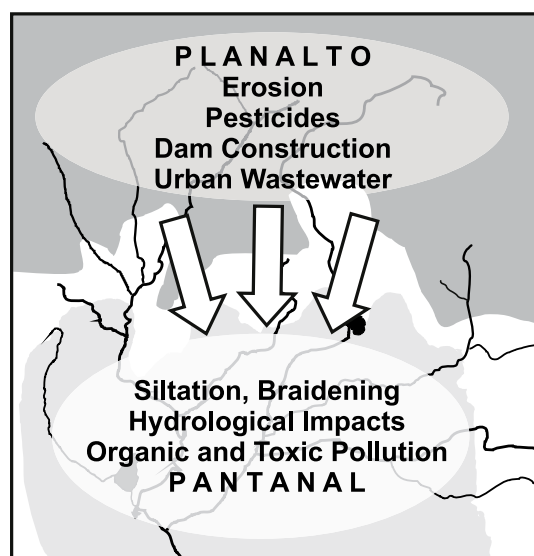 PLANALTO
Erosion
Pesticides
Dam Construction
Urban Wastewater
Siltation, Braidening
Hydrological Impacts
Organic and Toxic Pollution
PANTANAL